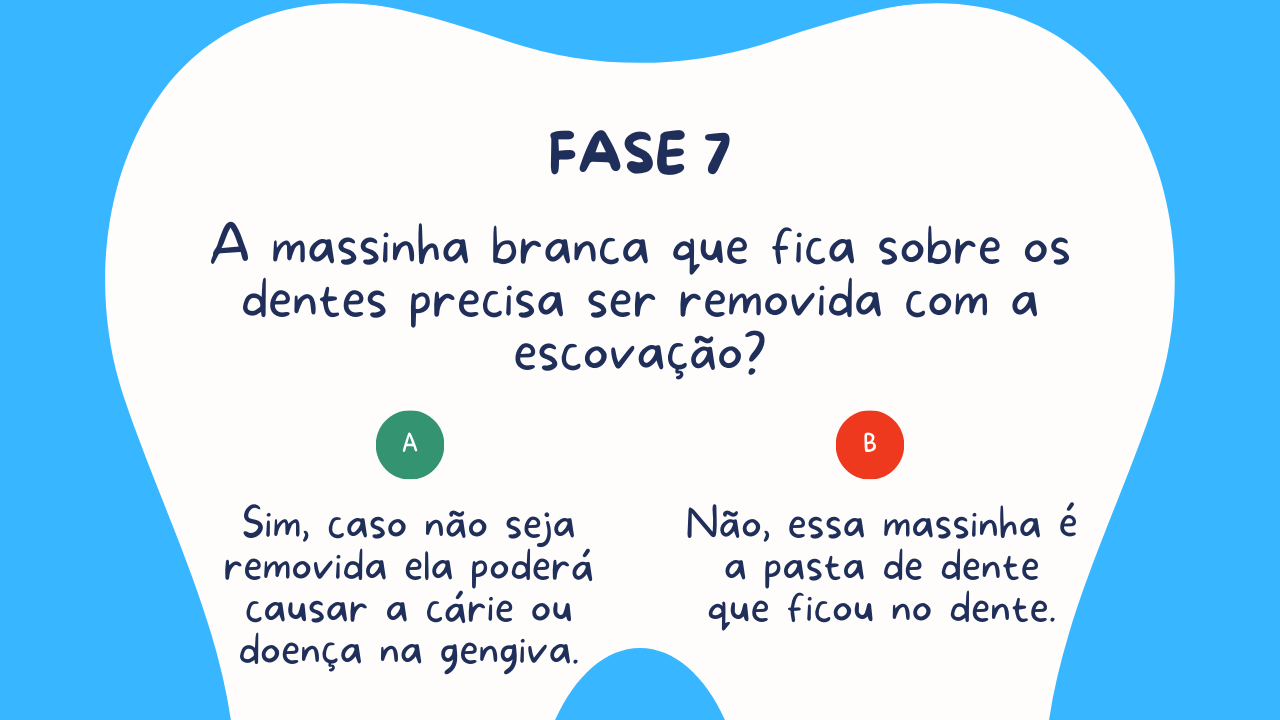 FASE 7
A massinha branca que fica sobre os
dentes precisa ser removida com a
escovação?
A
Sim, caso não seja
removida ela poderá
causar a cárie ou
doença na gengiva.
B
Não, essa massinha é
a pasta de dente
que ficou no dente.